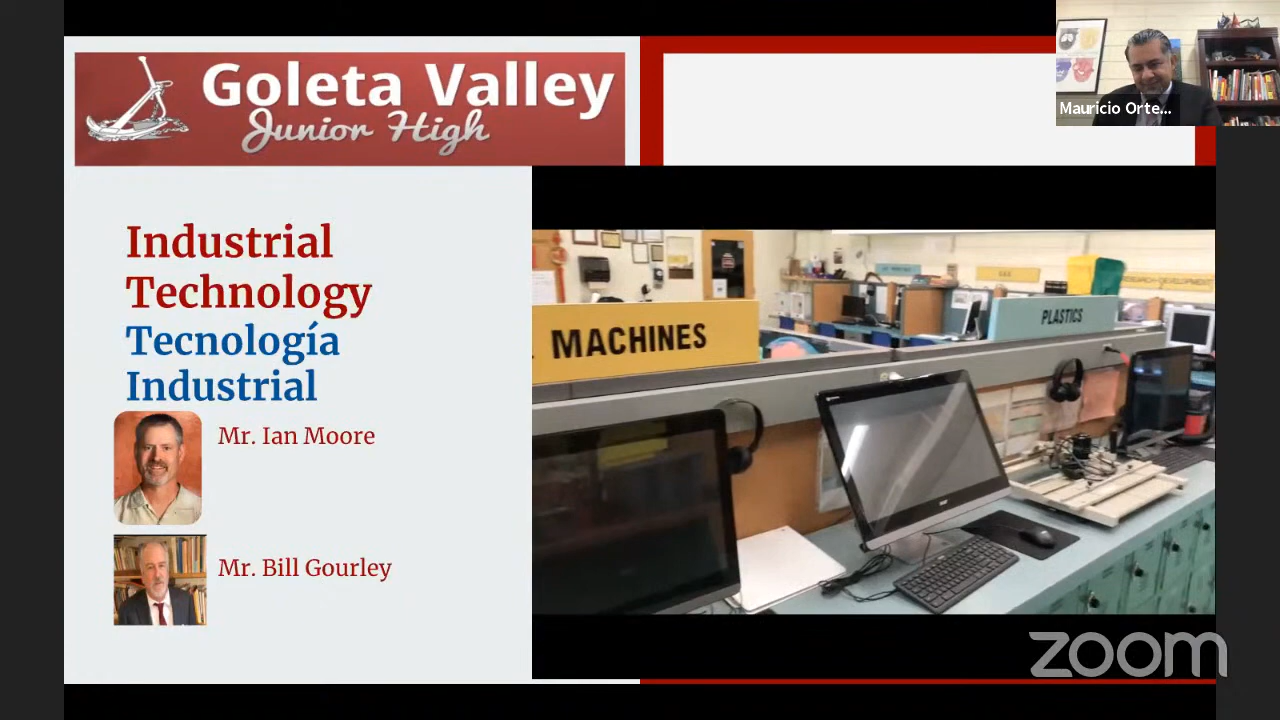 Goleta Valley
Junior High
Mauricio Orte...
Industrial
Technology
Tecnología
Industrial
Mr. Ian Moore
Mr. Bill Gourley
MACHINES
PLASTICS
zoom